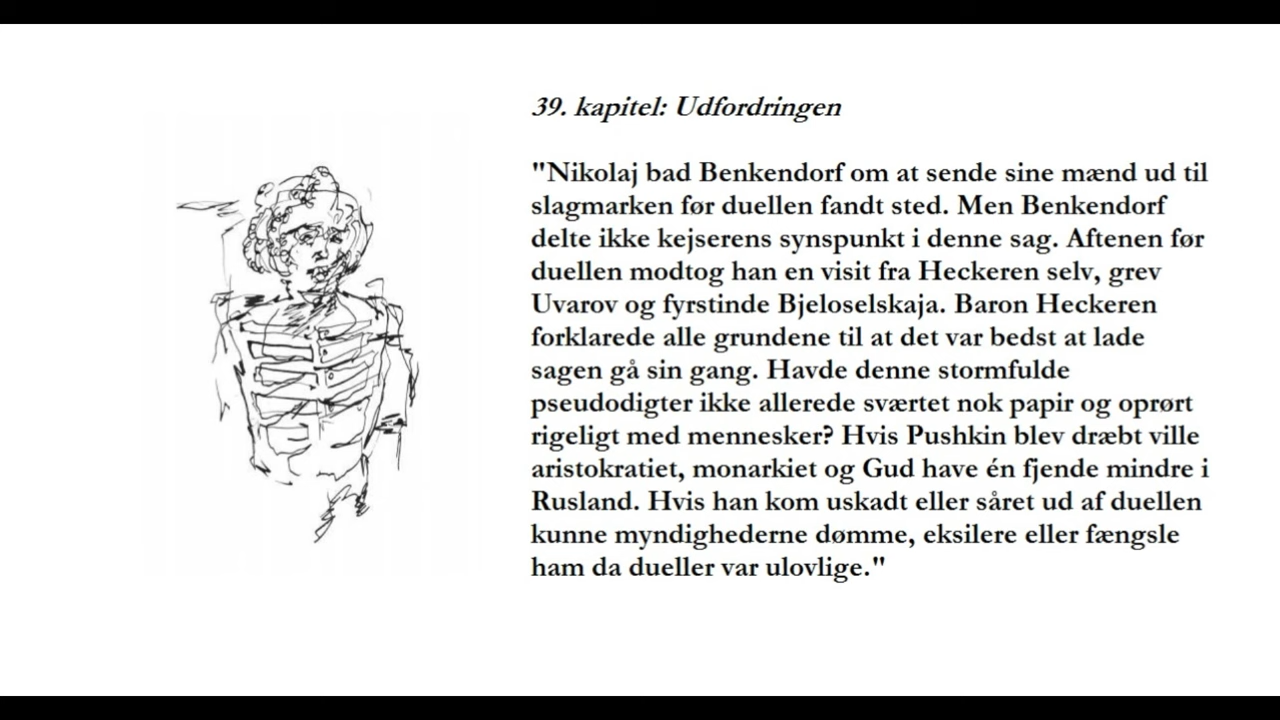 39. kapitel: Udfordringen
"Nikolaj bad Benkendorf om at sende sine mænd ud til
slagmarken før duellen fandt sted. Men Benkendorf
delte ikke kejserens synspunkt i denne sag. Aftenen før
duellen modtog han en visit fra Heckeren selv, grev
Uvarov og fyrstinde Bjeloselskaja. Baron Heckeren
forklarede alle grundene til at det var bedst at lade
sagen gå sin gang. Havde denne stormfulde
pseudodigter ikke allerede sværtet nok papir og oprørt
rigeligt med mennesker? Hvis Pushkin blev dræbt ville
aristokratiet, monarkiet og Gud have én fjende mindre i
Rusland. Hvis han kom uskadt eller såret ud af duellen
kunne myndighederne dømme, eksilere eller fængsle
ham da dueller var ulovlige."